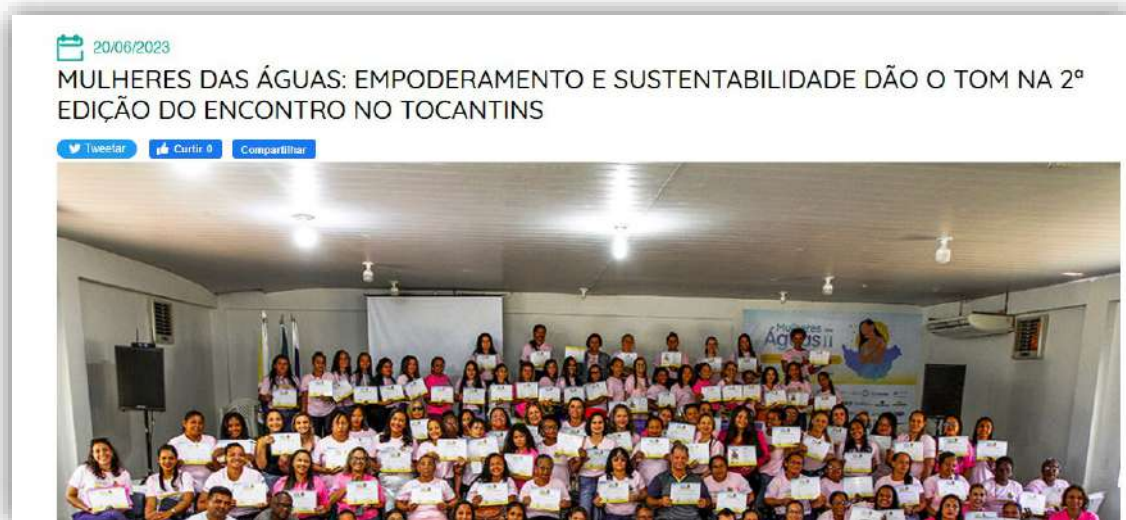 20/06/2023
MULHERES DAS ÁGUAS: EMPODERAMENTO E SUSTENTABILIDADE DÃO O TOM NA 2ª
EDIÇÃO DO ENCONTRO NO TOCANTINS
Tweetar
Curtir 0
Compartilhar
Mulheres das
Águas II